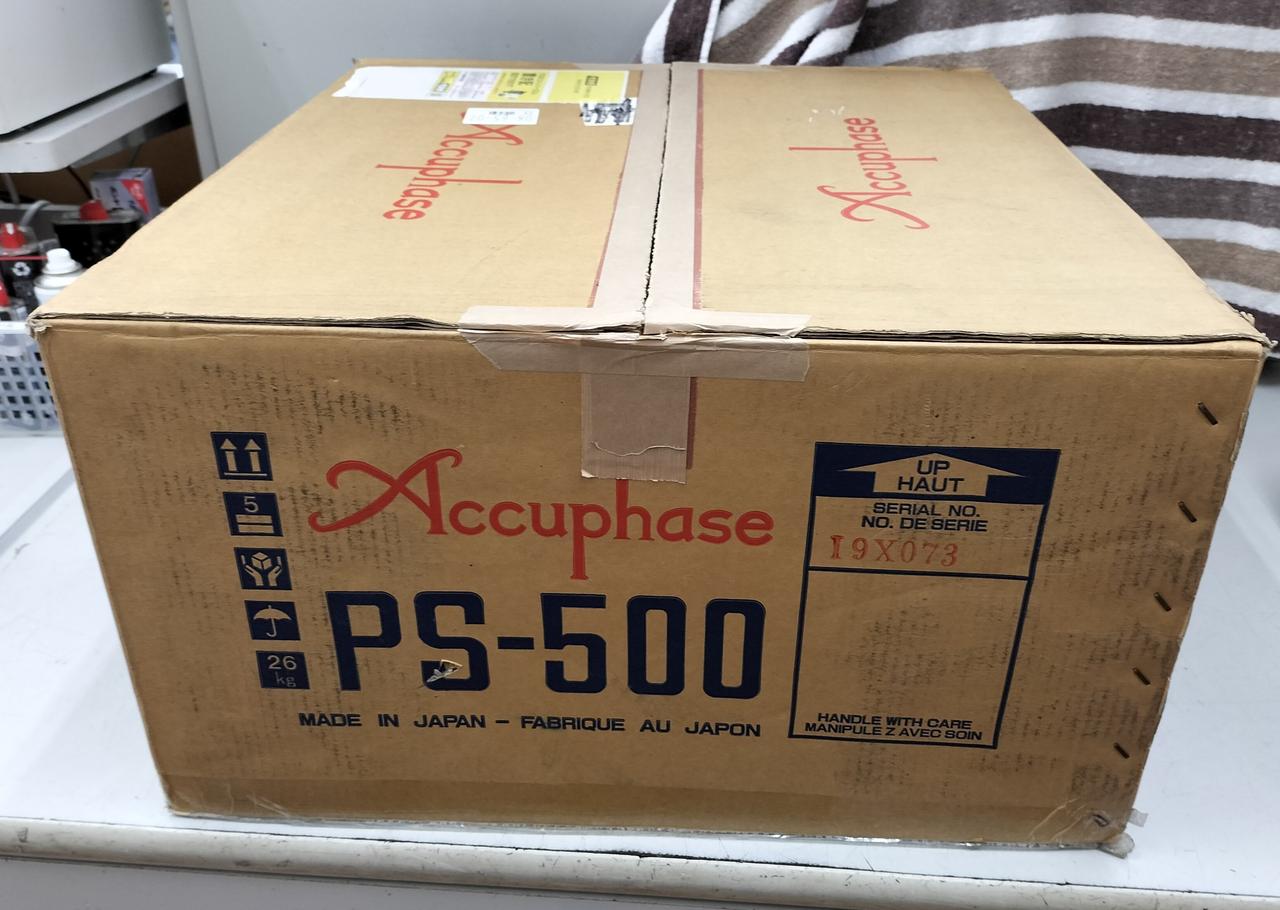 Accuphase
Accuphase
5
26
kg
Accuphase
PS-500
MADE IN JAPAN - FABRIQUE AU JAPON
UP
HAUT
SERIAL NO.
NO. DE SERIE
I9X073
HANDLE WITH CARE
MANIPULE Z AVEC SOIN